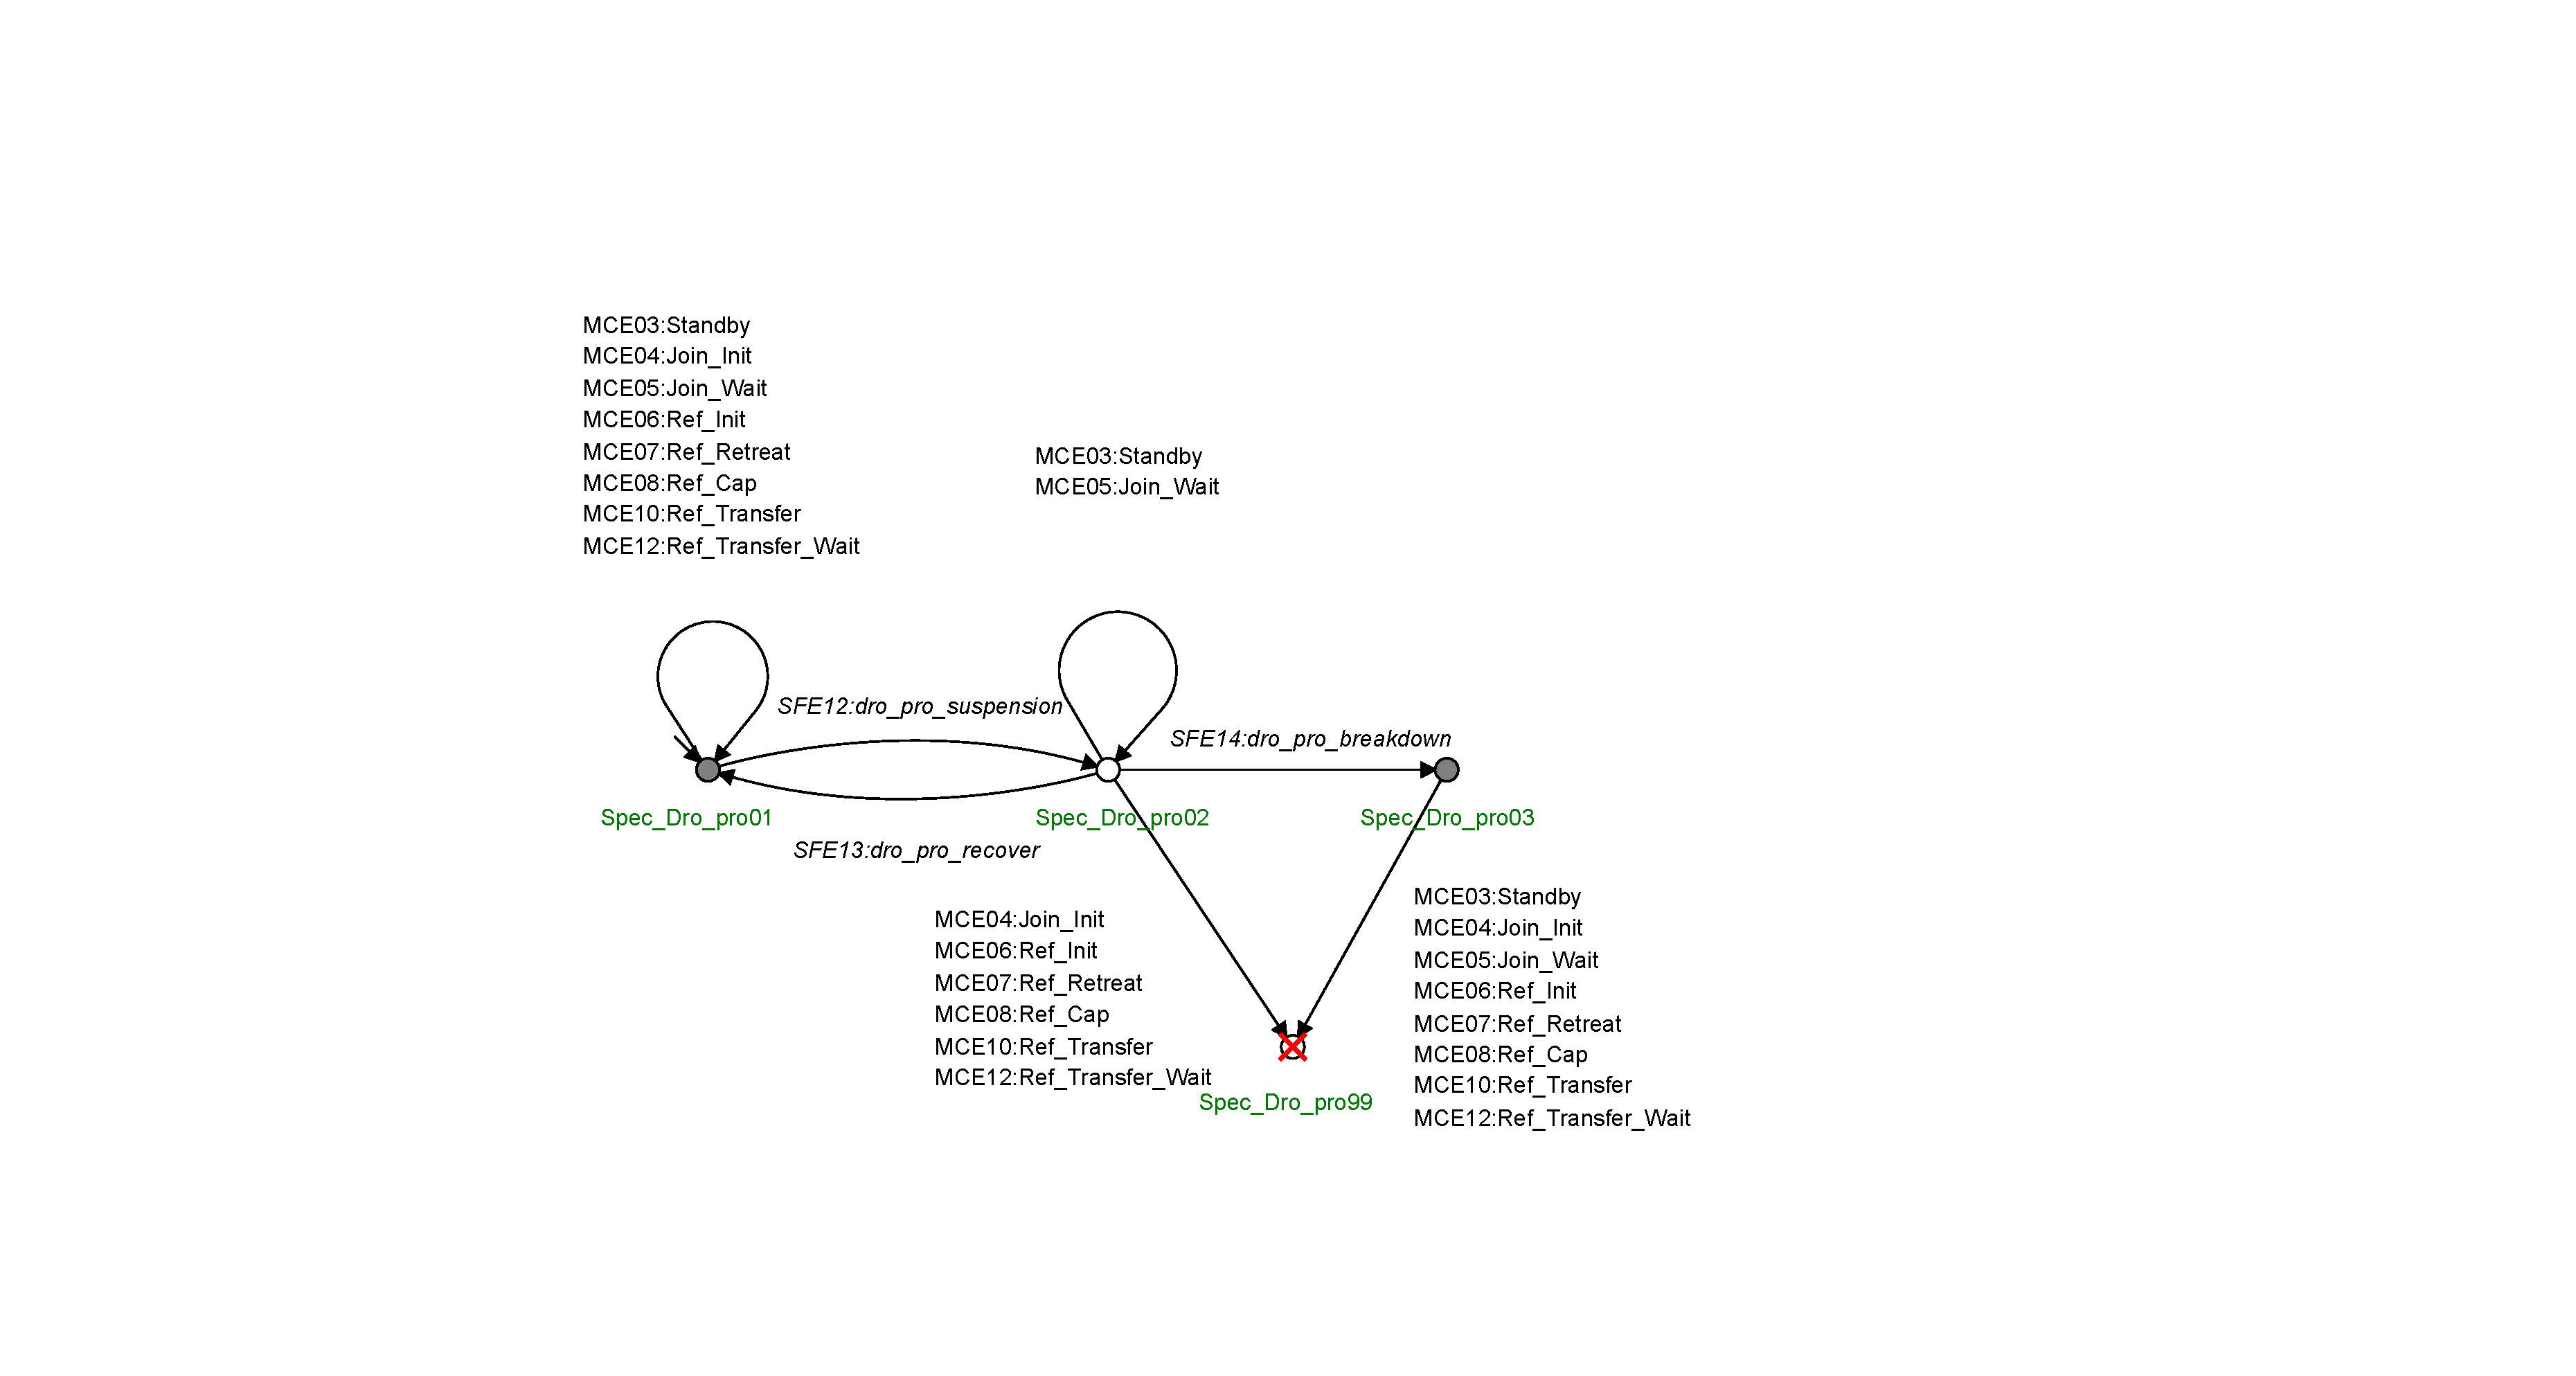 MCE03:Standby
MCE04:Join_Init
MCE05:Join_Wait
MCE06:Ref_Init
MCE07:Ref_Retreat
MCE08:Ref_Cap
MCE10:Ref_Transfer
MCE12:Ref_Transfer_Wait
MCE03:Standby
MCE05:Join_Wait
SFE12:dro_pro_suspension
SFE14:dro_pro_breakdown
Spec_Dro_pro01
Spec_Dro_pro02
Spec_Dro_pro03
SFE13:dro_pro_recover
MCE04:Join_Init
MCE06:Ref_Init
MCE07:Ref_Retreat
MCE08:Ref_Cap
MCE10:Ref_Transfer
MCE12:Ref_Transfer_Wait
MCE03:Standby
MCE04:Join_Init
MCE05:Join_Wait
MCE06:Ref_Init
MCE07:Ref_Retreat
MCE08:Ref_Cap
MCE10:Ref_Transfer
MCE12:Ref_Transfer_Wait
Spec_Dro_pro99